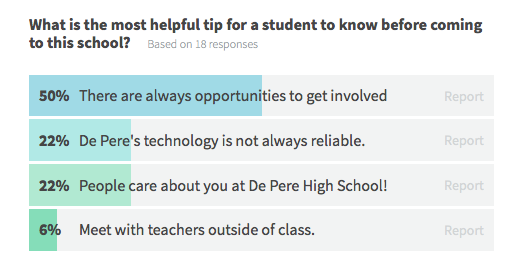 What is the most helpful tip for a student to know before coming
to this school? Based on 18 responses
50% There are always opportunities to get involved Report
22% De Pere's technology is not always reliable. Report
22% People care about you at De Pere High School! Report
6% Meet with teachers outside of class. Report